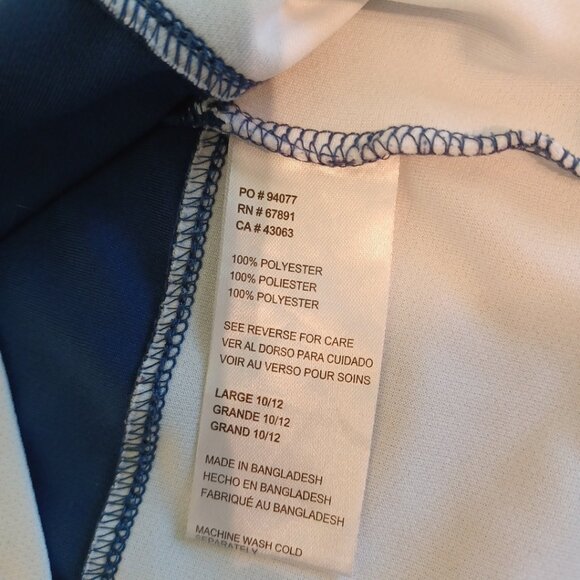 PO # 94077
RN # 67891
CA # 43063
100% POLYESTER
100% POLIESTER
100% POLYESTER
SEE REVERSE FOR CARE
VER AL DORSO PARA CUIDADO
VOIR AU VERSO POUR SOINS
LARGE 10/12
GRANDE 10/12
GRAND 10/12
MADE IN BANGLADESH
HECHO EN BANGLADESH
FABRIQUÉ AU BANGLADESH
MACHINE WASH COLD
SEPARATELY